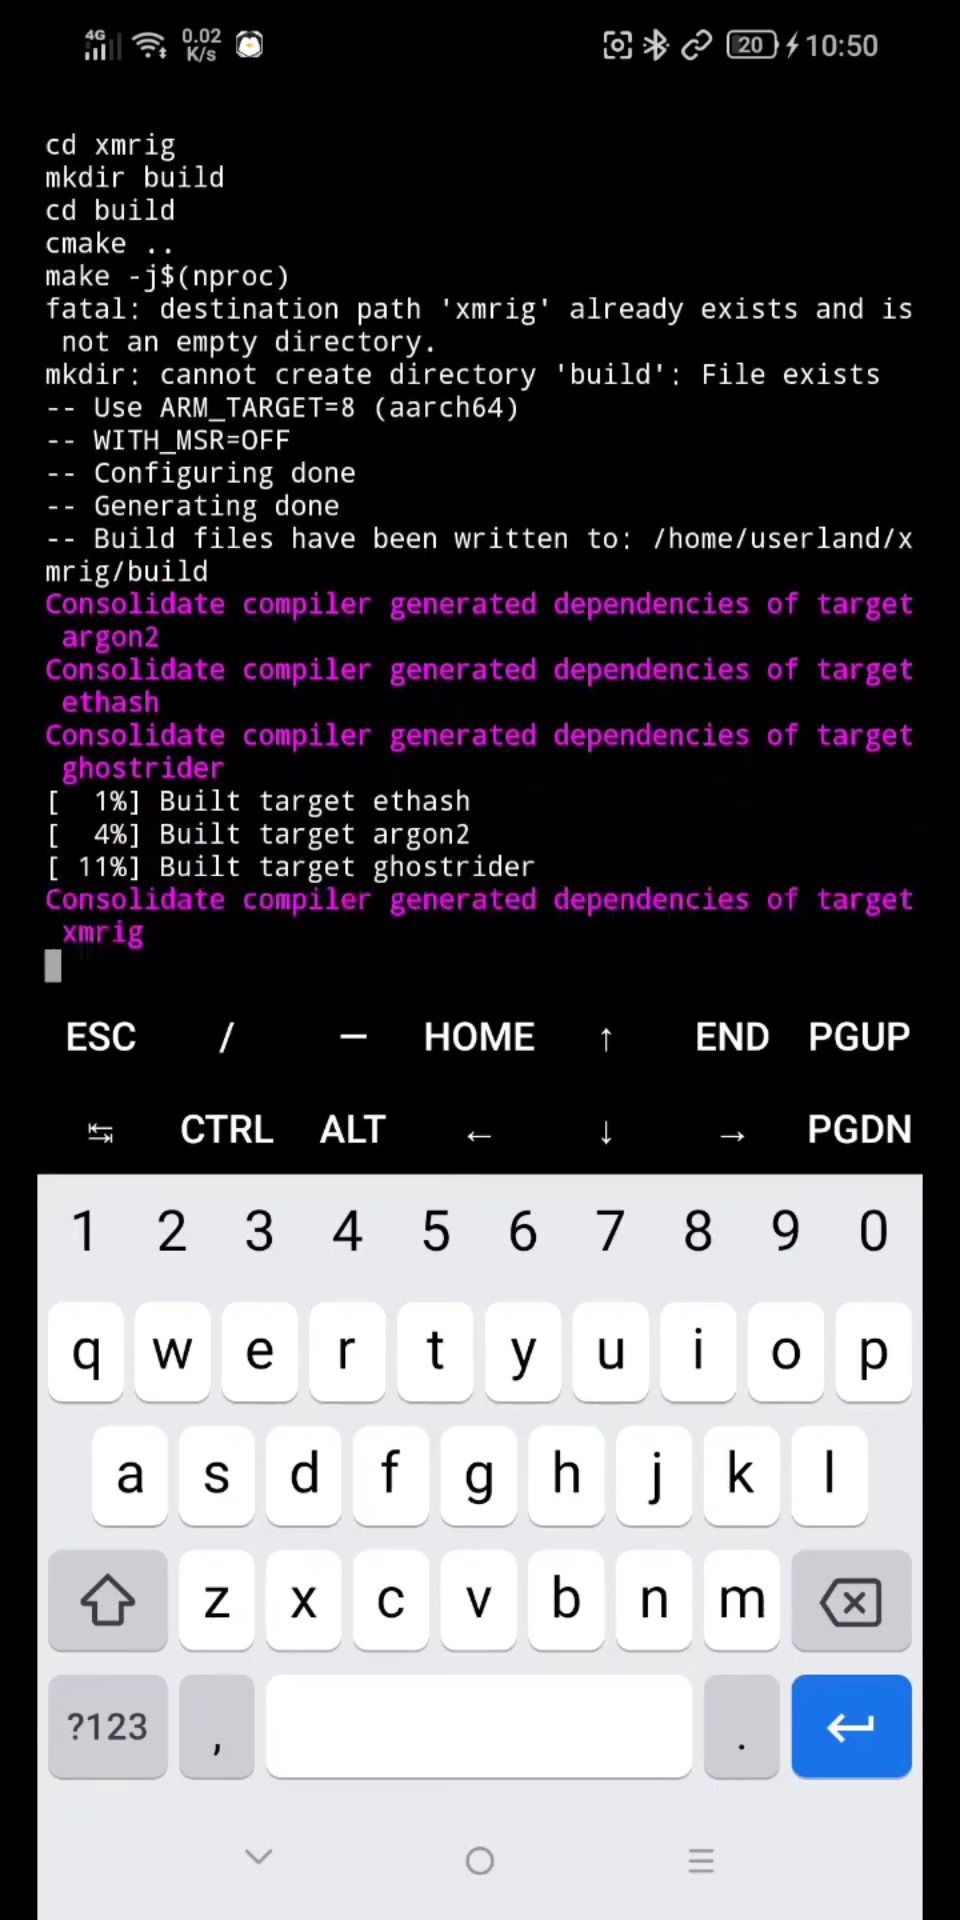 4G 0.02 K/s 20 10:50
cd xmrig
mkdir build
cd build
cmake ..
make -j$(nproc)
fatal: destination path 'xmrig' already exists and is
 not an empty directory.
mkdir: cannot create directory 'build': File exists
-- Use ARM_TARGET=8 (aarch64)
-- WITH_MSR=OFF
-- Configuring done
-- Generating done
-- Build files have been written to: /home/userland/x
mrig/build
Consolidate compiler generated dependencies of target
 argon2
Consolidate compiler generated dependencies of target
 ethash
Consolidate compiler generated dependencies of target
 ghostrider
[  1%] Built target ethash
[  4%] Built target argon2
[ 11%] Built target ghostrider
Consolidate compiler generated dependencies of target
 xmrig
ESC / — HOME ↑ END PGUP
↹ CTRL ALT ← ↓ → PGDN
1 2 3 4 5 6 7 8 9 0
q w e r t y u i o p
a s d f g h j k l
z x c v b n m
?123 , .